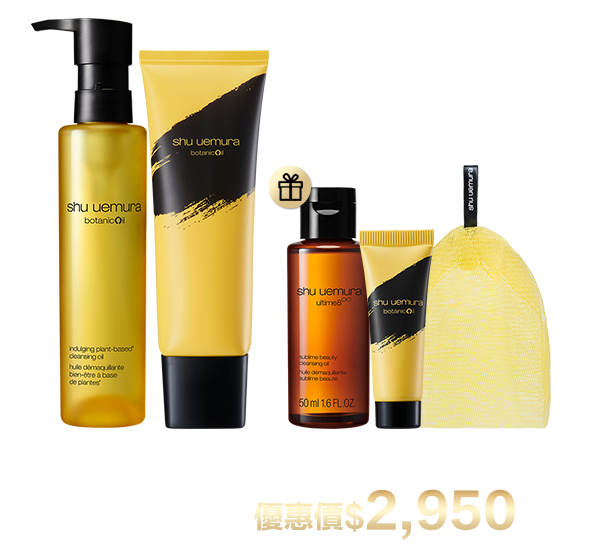 shu uemura
botanicOil
indulging plant-based*
cleansing oil
huile démaquillante
bien-être à base
de plantes*
shu uemura
botanicOil
shu uemura
ultime8∞
sublime beauty
cleansing oil
huile démaquillante
sublime beauté
50 ml 1.6 FL.OZ.
shu uemura
botanicOil
shu uemura
優惠價$2,950